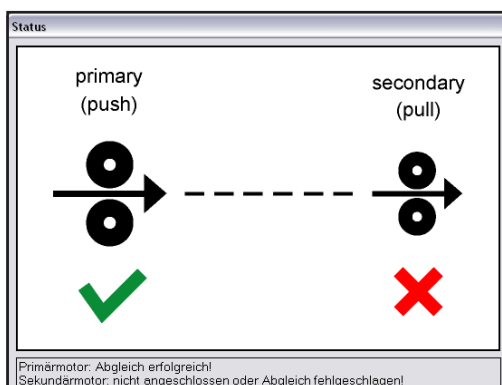 Status
primary
(push)
secondary
(pull)
Primärmotor: Abgleich erfolgreich!
Sekundärmotor: nicht angeschlossen oder Abgleich fehlgeschlagen!